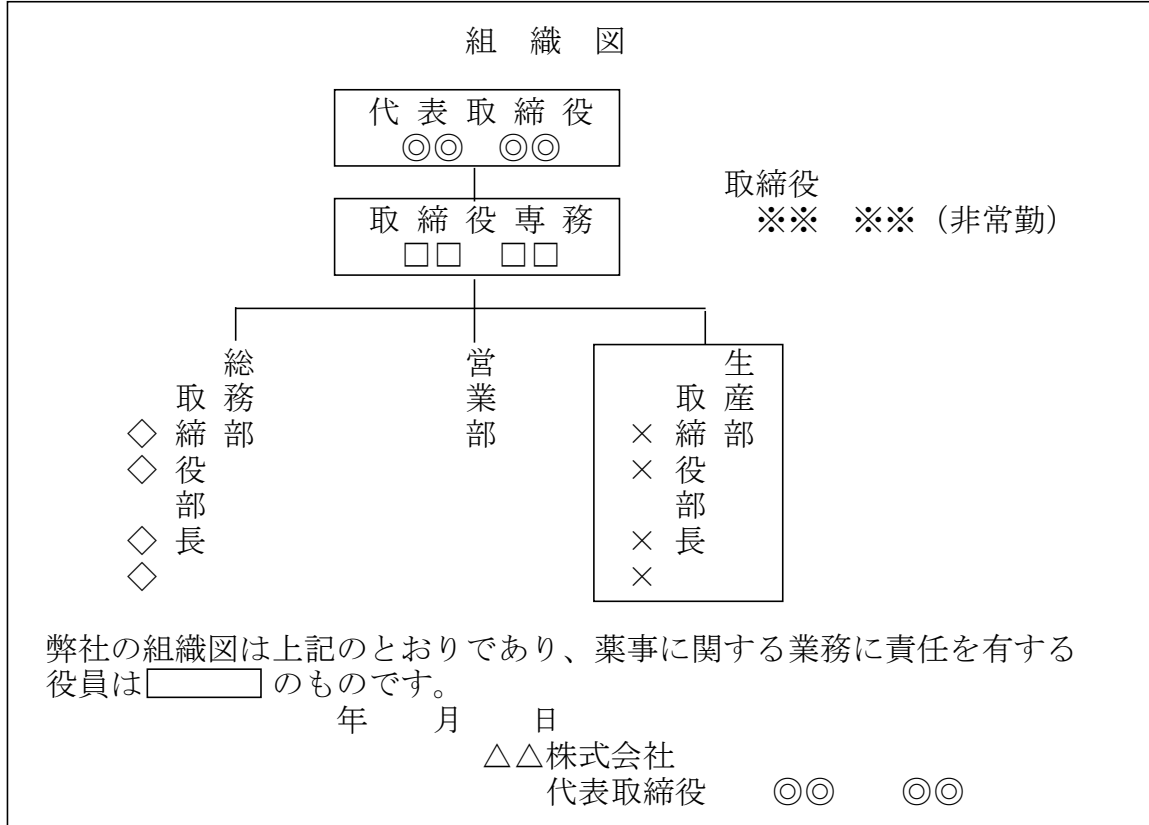 組　織　図
代表取締役
◎◎　◎◎
取締役
※※　※※（非常勤）
取締役専務
□□　□□
総務部
取締役部長
◇◇　◇◇
営業部
生産部
取締役部長
××　××
弊社の組織図は上記のとおりであり、薬事に関する業務に責任を有する
役員は　　　のものです。
年　　月　　日
△△株式会社
代表取締役　　◎◎　　◎◎